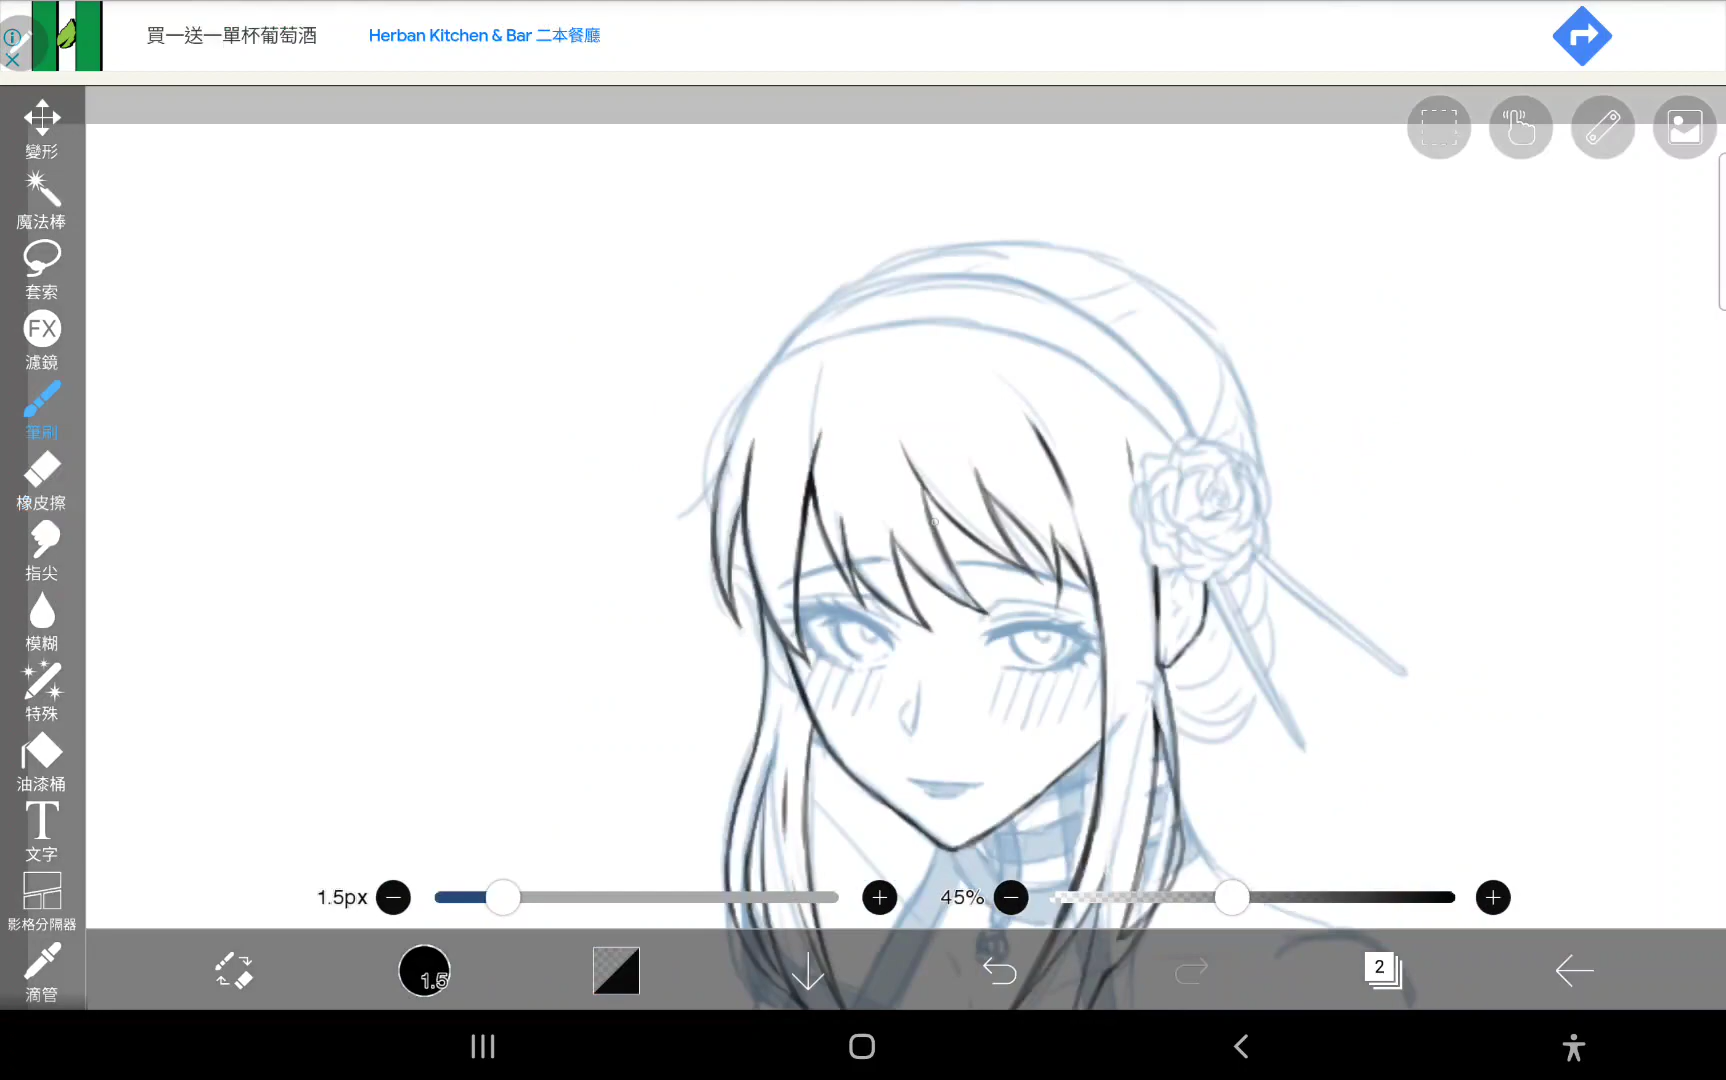 買一送一單杯葡萄酒
Herban Kitchen & Bar 二本餐廳
變形
魔法棒
套索
FX
濾鏡
筆刷
橡皮擦
指尖
模糊
特殊
油漆桶
T
文字
影格分隔器
滴管
1.5px
45%
1.5
2